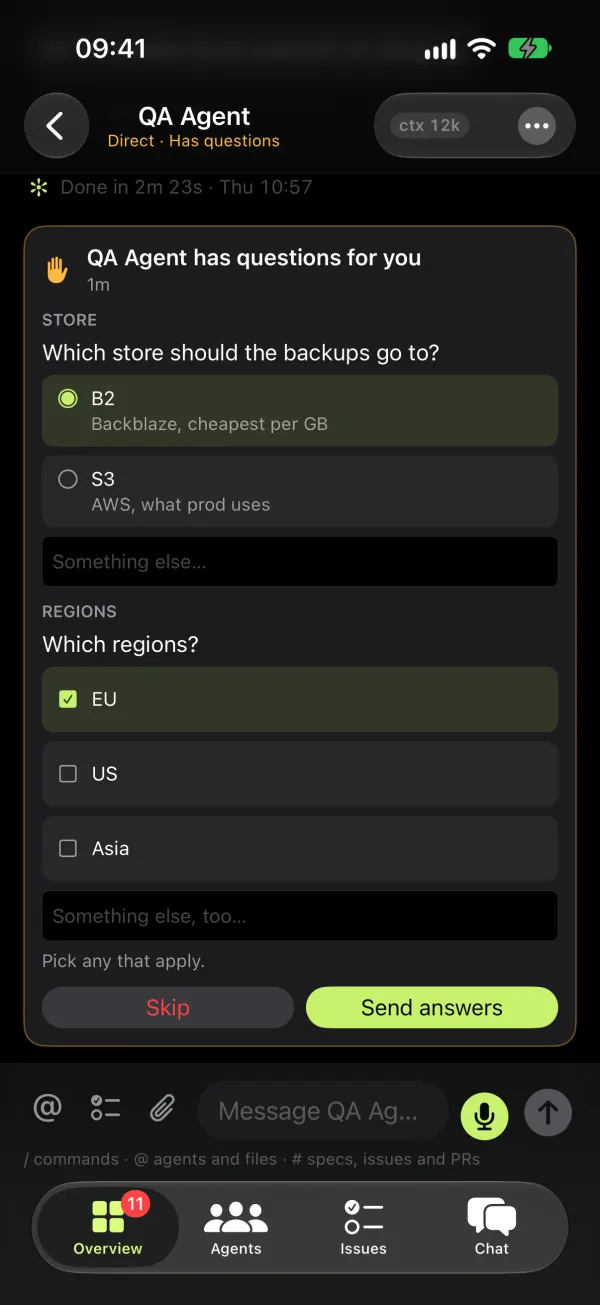 09:41
QA Agent
Direct · Has questions
ctx 12k
Done in 2m 23s · Thu 10:57
QA Agent has questions for you
1m
STORE
Which store should the backups go to?
B2
Backblaze, cheapest per GB
S3
AWS, what prod uses
Something else...
REGIONS
Which regions?
EU
US
Asia
Something else, too...
Pick any that apply.
Skip
Send answers
Message QA Ag...
/ commands · @ agents and files · # specs, issues and PRs
11
Overview
Agents
Issues
Chat